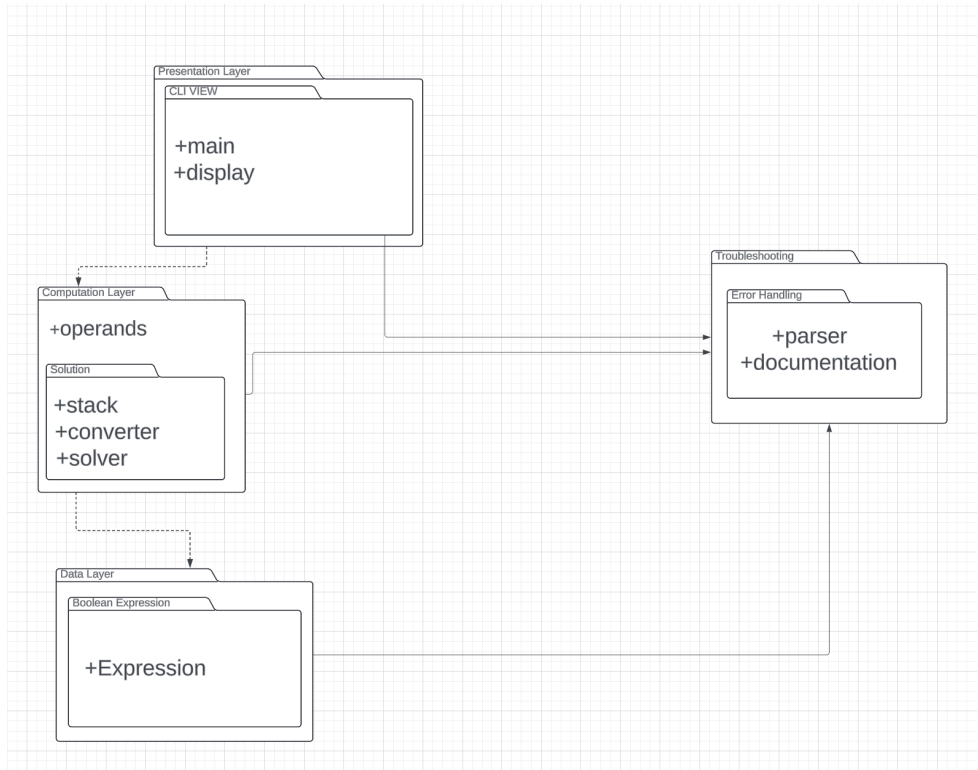 Presentation Layer
CLI VIEW
+main
+display
Computation Layer
+operands
Solution
+stack
+converter
+solver
Data Layer
Boolean Expression
+Expression
Troubleshooting
Error Handling
+parser
+documentation